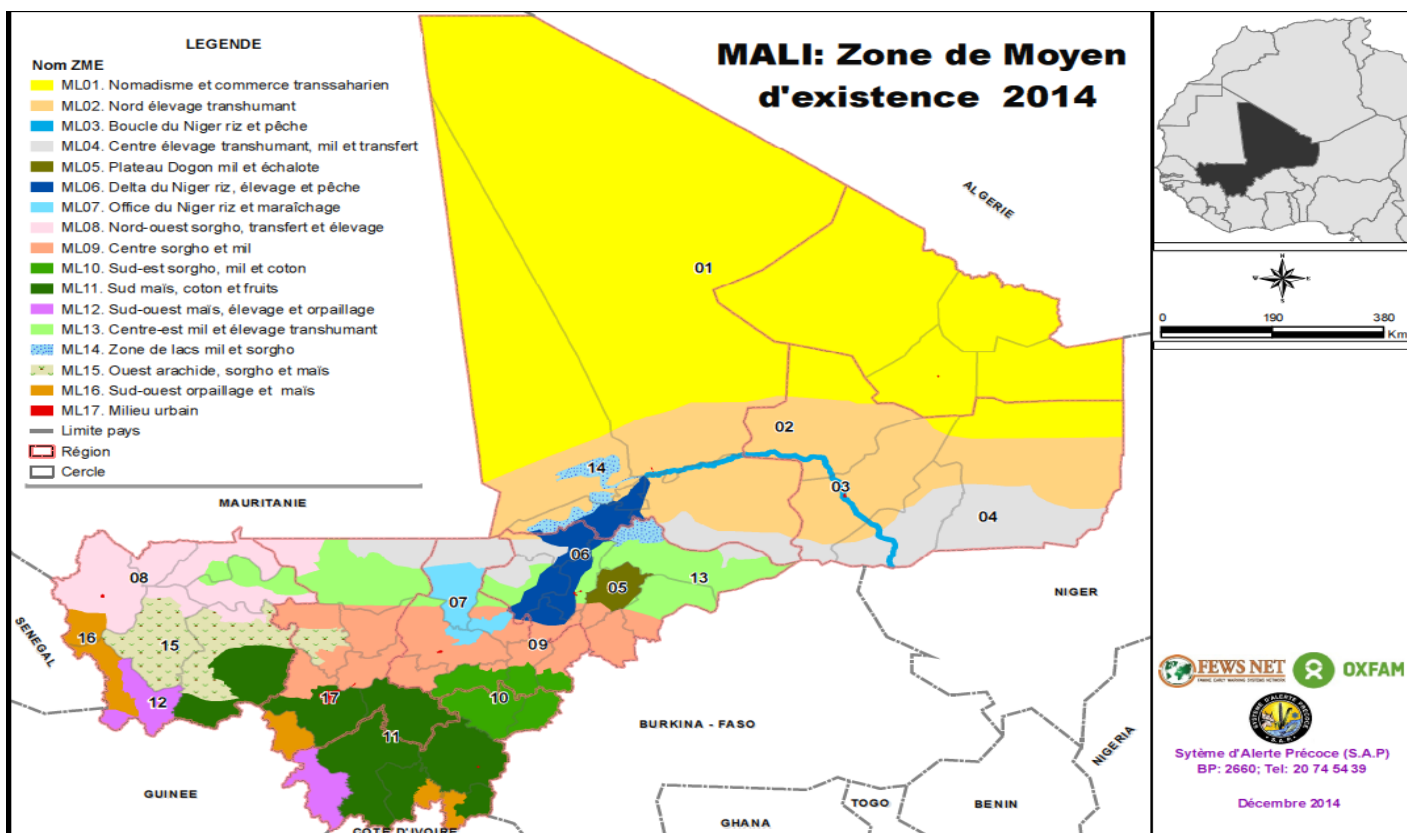 MALI: Zone de Moyen
d'existence 2014
LEGENDE
Nom ZME
ML01. Nomadisme et commerce transsaharien
ML02. Nord élevage transhumant
ML03. Boucle du Niger riz et pêche
ML04. Centre élevage transhumant, mil et transfert
ML05. Plateau Dogon mil et échalote
ML06. Delta du Niger riz, élevage et pêche
ML07. Office du Niger riz et maraîchage
ML08. Nord-ouest sorgho, transfert et élevage
ML09. Centre sorgho et mil
ML10. Sud-est sorgho, mil et coton
ML11. Sud maïs, coton et fruits
ML12. Sud-ouest maïs, élevage et orpaillage
ML13. Centre-est mil et élevage transhumant
ML14. Zone de lacs mil et sorgho
ML15. Ouest arachide, sorgho et maïs
ML16. Sud-ouest orpaillage et maïs
ML17. Milieu urbain
Limite pays
Région
Cercle
ALGERIE
01
02
14
03
04
MAURITANIE
06
08
05
13
07
NIGER
SENEGAL
16
15
09
12
17
10
11
BURKINA - FASO
NIGERIA
GUINEE
TOGO
BENIN
GHANA
COTE D'IVOIRE
0 190 380
Km
FEWS NET
FAMINE EARLY WARNING SYSTEMS NETWORK
OXFAM
SYSTEME D'ALERTE PRECOCE
S.A.P
Sytème d'Alerte Précoce (S.A.P)
BP: 2660; Tel: 20 74 54 39
Décembre 2014